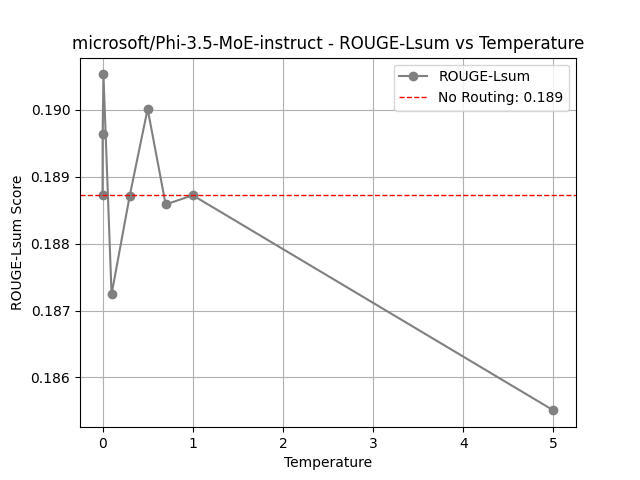 microsoft/Phi-3.5-MoE-instruct - ROUGE-Lsum vs Temperature
ROUGE-Lsum
No Routing: 0.189
0.190
0.189
0.188
0.187
0.186
ROUGE-Lsum Score
0 1 2 3 4 5
Temperature